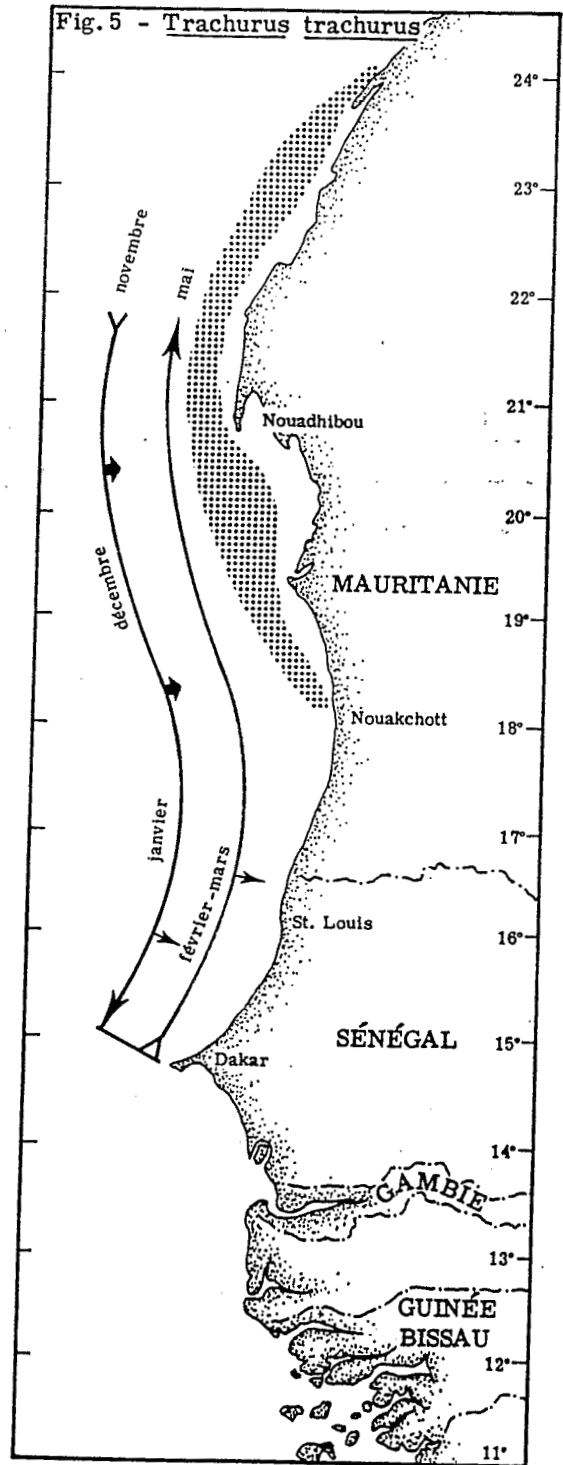 Fig. 5 - Trachurus trachurus
24°
23°
novembre
mai
22°
21°
Nouadhibou
20°
décembre
MAURITANIE
19°
Nouakchott
18°
17°
janvier
février-mars
St. Louis
16°
SÉNÉGAL
15°
Dakar
14°
GAMBIE
13°
GUINÉE
BISSAU
12°
11°